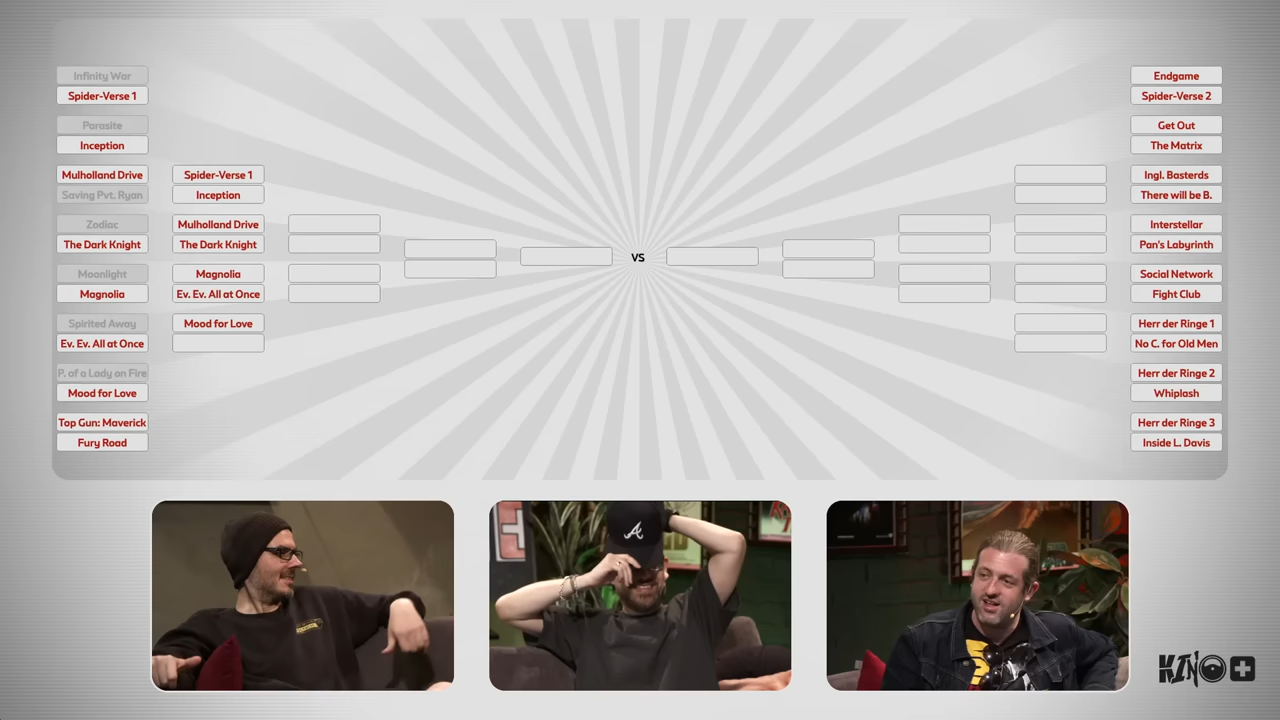 Infinity War
Spider-Verse 1
Parasite
Inception
Mulholland Drive
Saving Pvt. Ryan
Zodiac
The Dark Knight
Moonlight
Magnolia
Spirited Away
Ev. Ev. All at Once
P. of a Lady on Fire
Mood for Love
Top Gun: Maverick
Fury Road
Spider-Verse 1
Inception
Mulholland Drive
The Dark Knight
Magnolia
Ev. Ev. All at Once
Mood for Love
VS
Endgame
Spider-Verse 2
Get Out
The Matrix
Ingl. Basterds
There will be B.
Interstellar
Pan's Labyrinth
Social Network
Fight Club
Herr der Ringe 1
No C. for Old Men
Herr der Ringe 2
Whiplash
Herr der Ringe 3
Inside L. Davis
A
KINO+